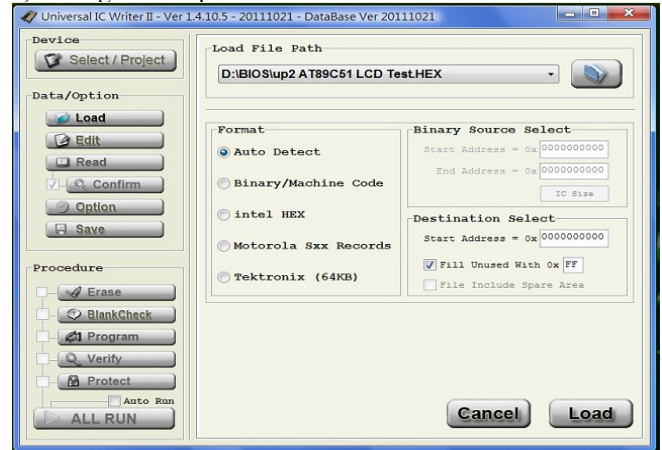 Universal IC Writer II - Ver 1.4.10.5 - 20111021 - DataBase Ver 20111021
Device
Select / Project
Data/Option
Load
Edit
Read
Confirm
Option
Save
Procedure
Erase
BlankCheck
Program
Verify
Protect
Auto Run
ALL RUN
Load File Path
D:\BIOS\up2 AT89C51 LCD Test.HEX
Format
Auto Detect
Binary/Machine Code
intel HEX
Motorola Sxx Records
Tektronix (64KB)
Binary Source Select
Start Address = 0x 0000000000
End Address = 0x 0000000000
IC Size
Destination Select
Start Address = 0x 0000000000
Fill Unused With 0x FF
File Include Spare Area
Cancel
Load